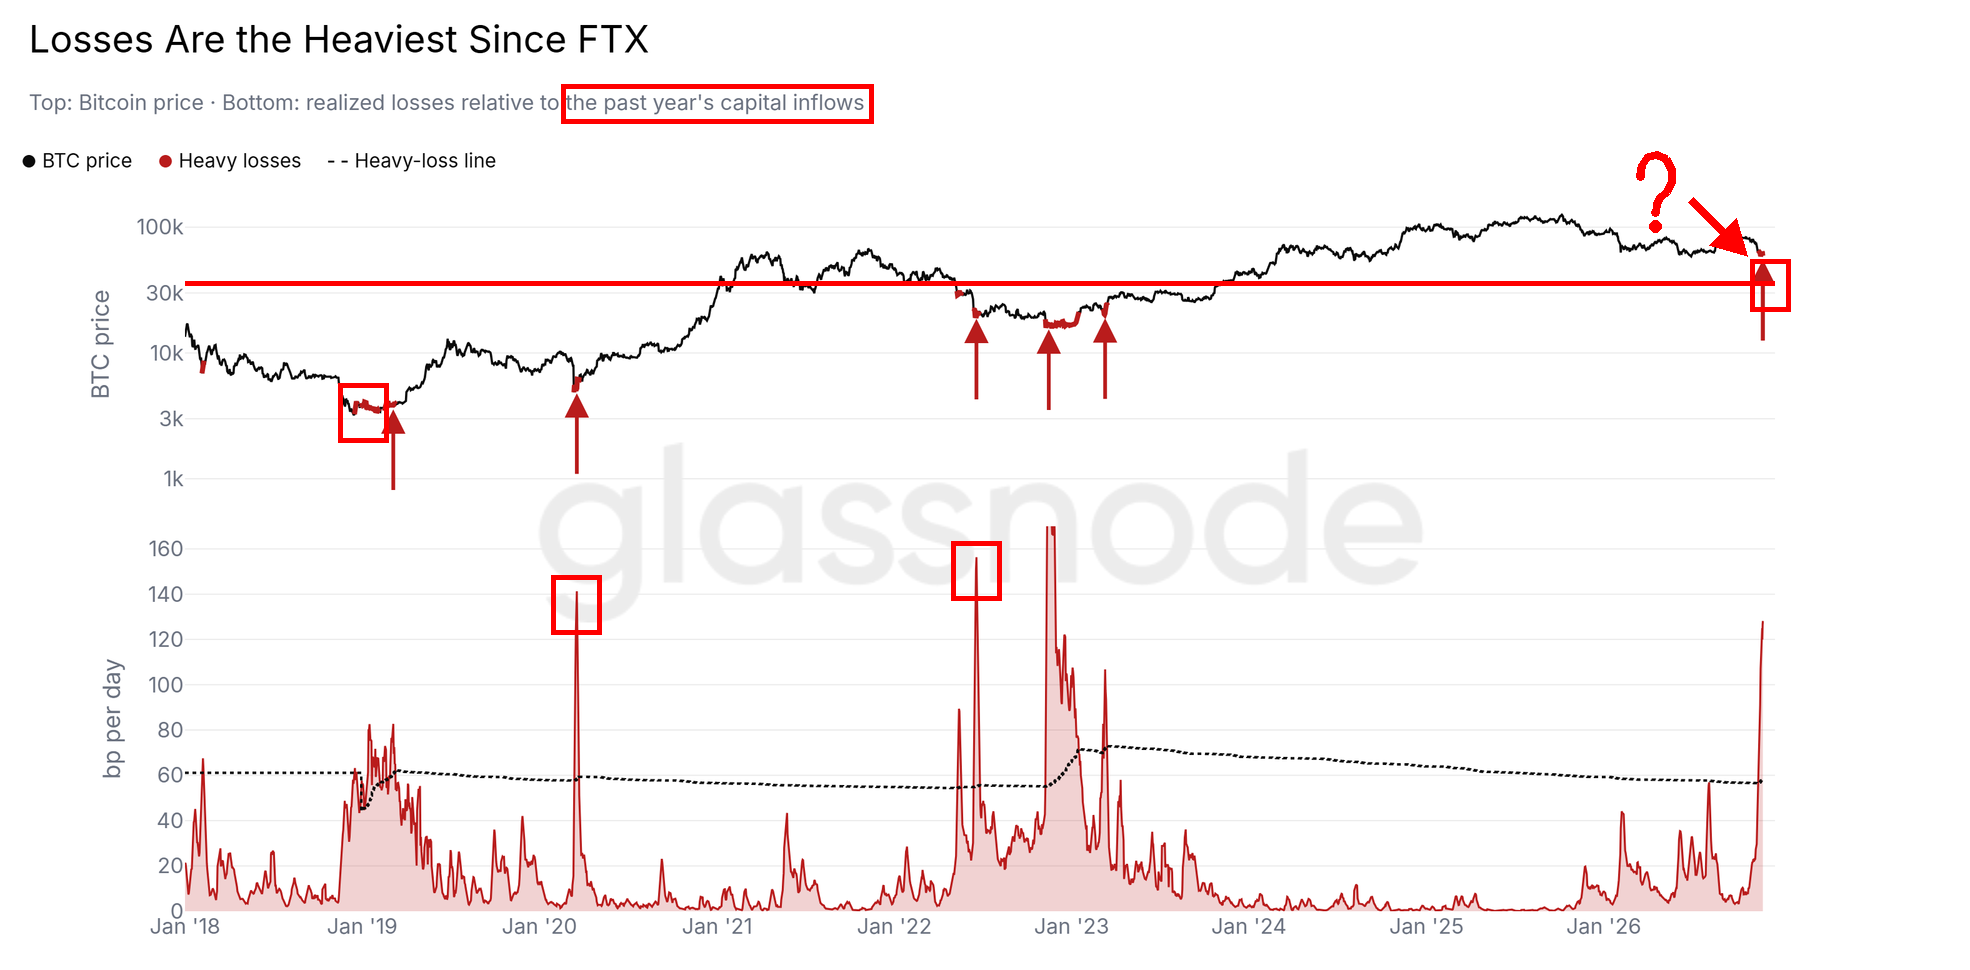 Losses Are the Heaviest Since FTX
Top: Bitcoin price · Bottom: realized losses relative to the past year's capital inflows
BTC price
Heavy losses
- - Heavy-loss line
?
100k
30k
10k
3k
1k
BTC price
glassnode
160
140
120
100
80
60
40
20
0
bp per day
Jan '18
Jan '19
Jan '20
Jan '21
Jan '22
Jan '23
Jan '24
Jan '25
Jan '26